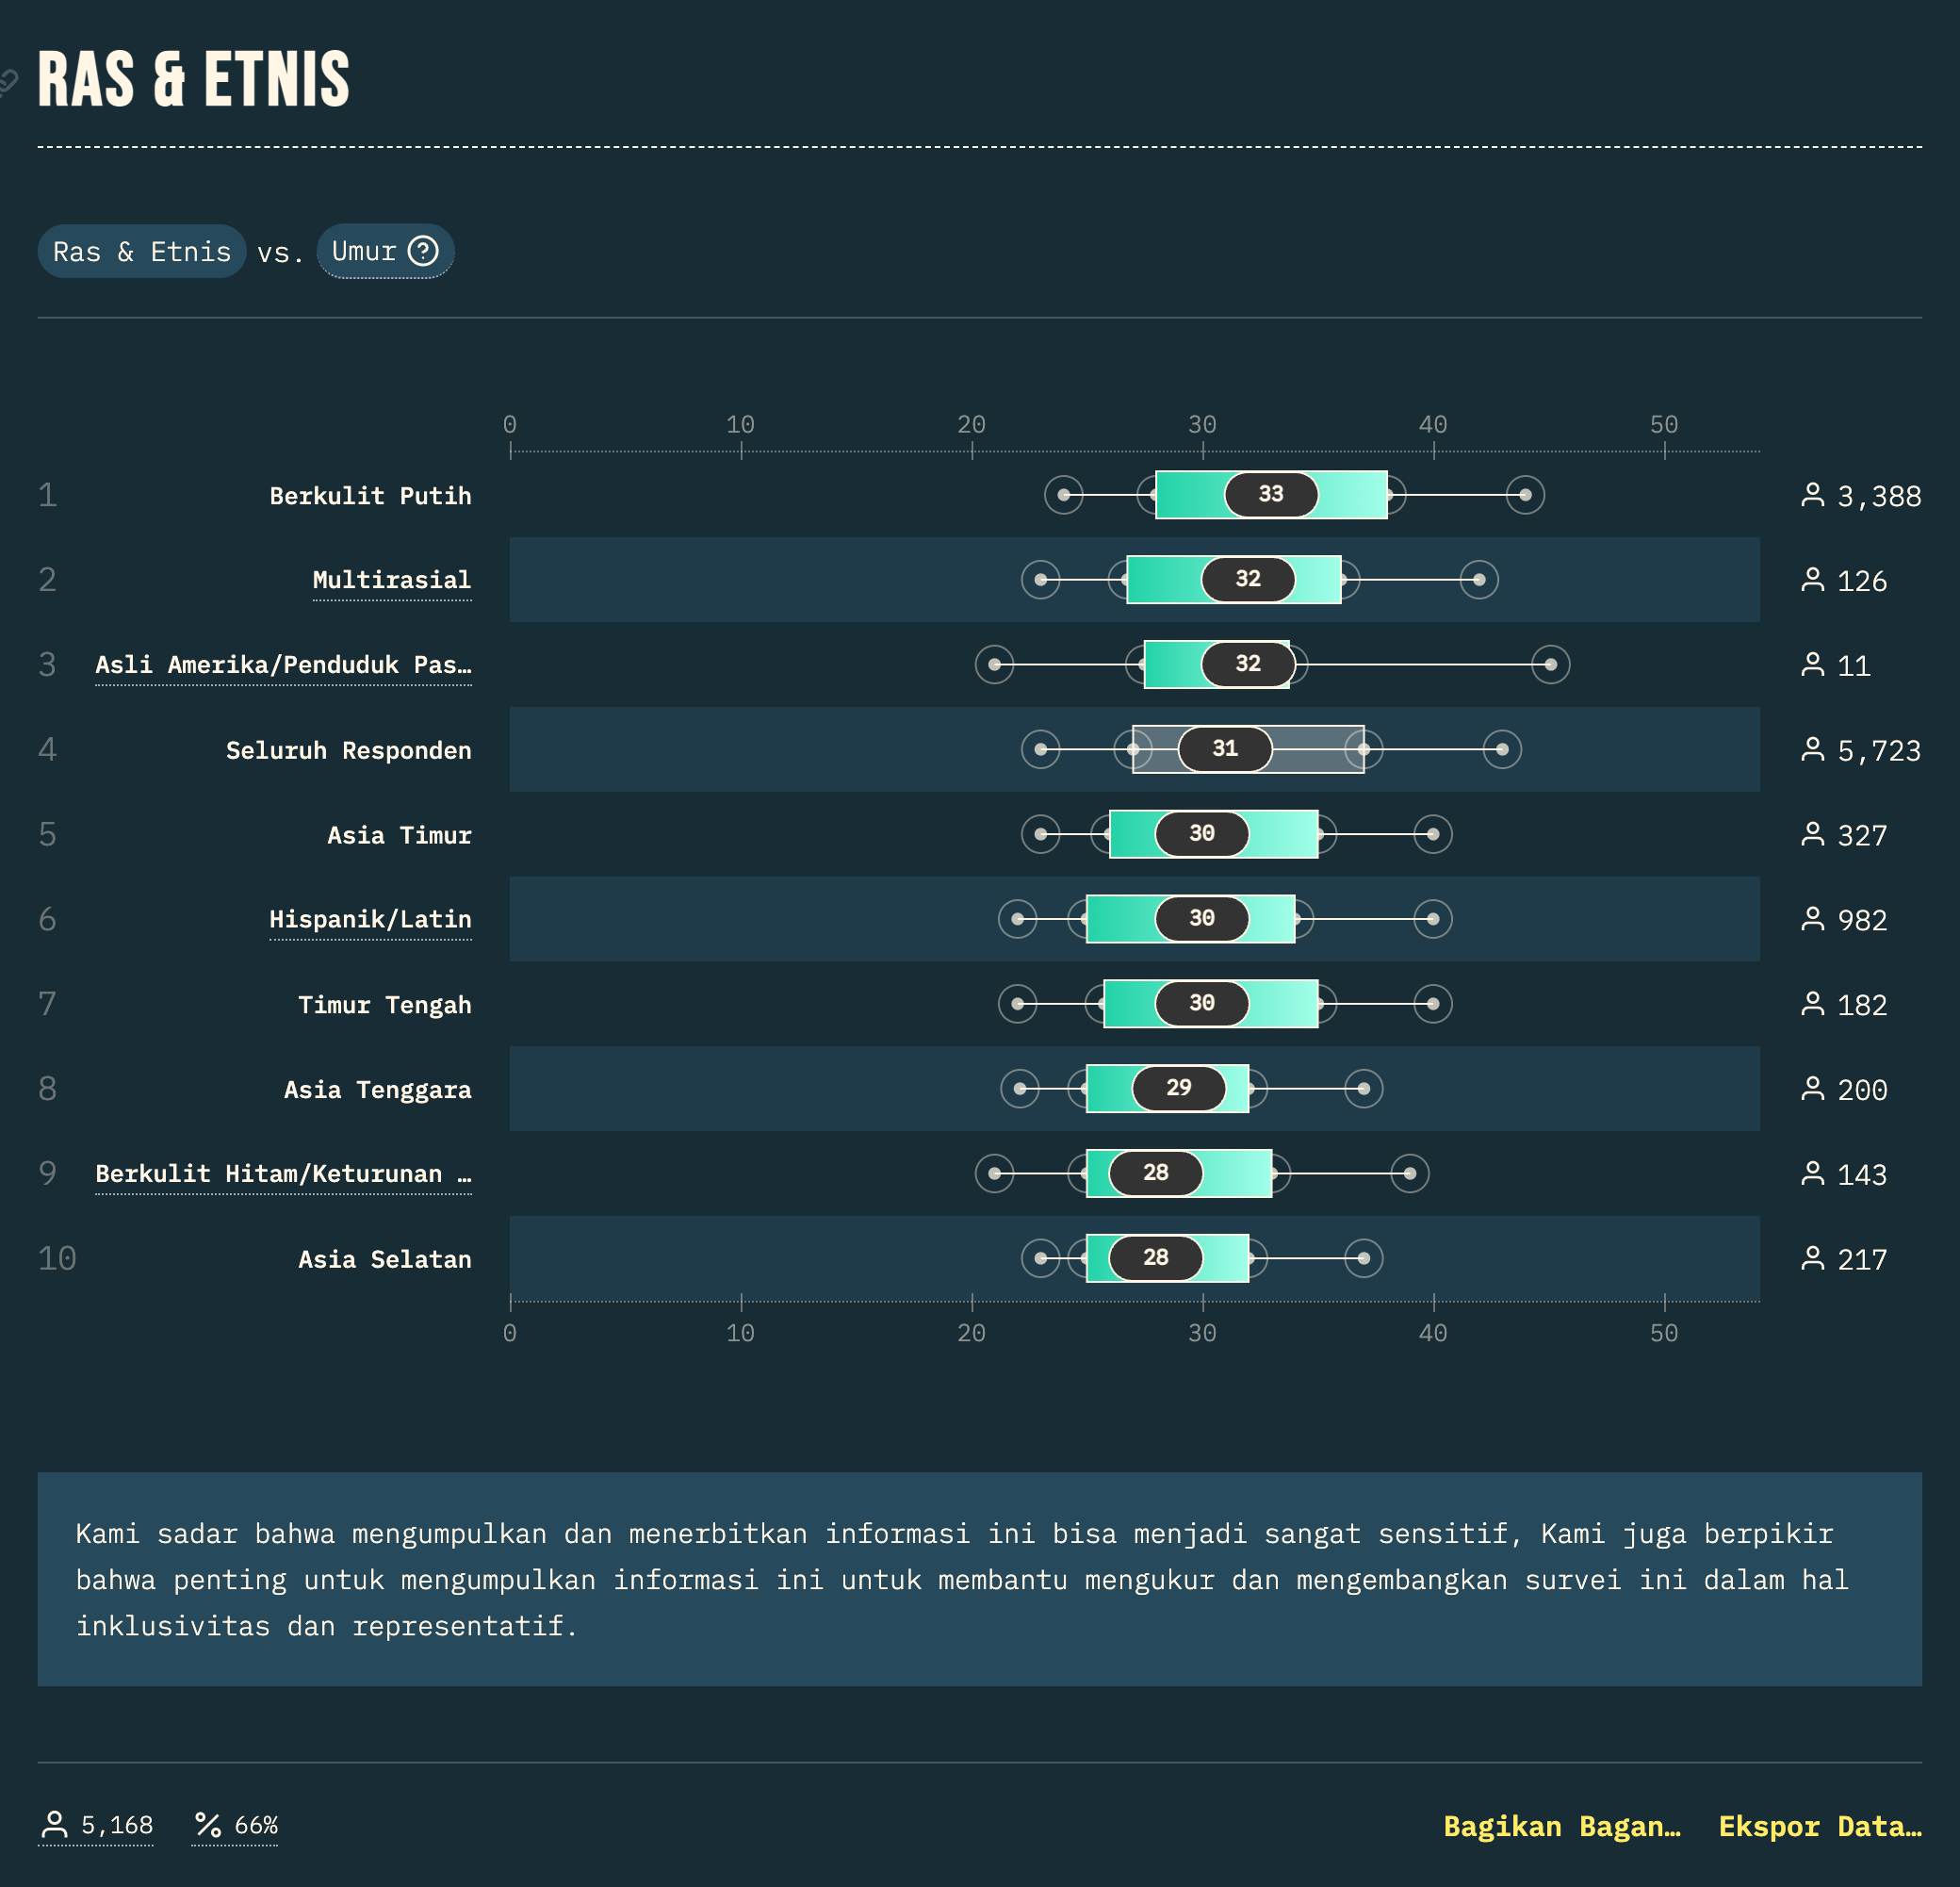 RAS & ETNIS
Ras & Etnis vs. Umur
0 10 20 30 40 50
1 Berkulit Putih 33 3,388
2 Multirasial 32 126
3 Asli Amerika/Penduduk Pas… 32 11
4 Seluruh Responden 31 5,723
5 Asia Timur 30 327
6 Hispanik/Latin 30 982
7 Timur Tengah 30 182
8 Asia Tenggara 29 200
9 Berkulit Hitam/Keturunan … 28 143
10 Asia Selatan 28 217
0 10 20 30 40 50
Kami sadar bahwa mengumpulkan dan menerbitkan informasi ini bisa menjadi sangat sensitif, Kami juga berpikir
bahwa penting untuk mengumpulkan informasi ini untuk membantu mengukur dan mengembangkan survei ini dalam hal
inklusivitas dan representatif.
5,168 % 66% Bagikan Bagan… Ekspor Data…